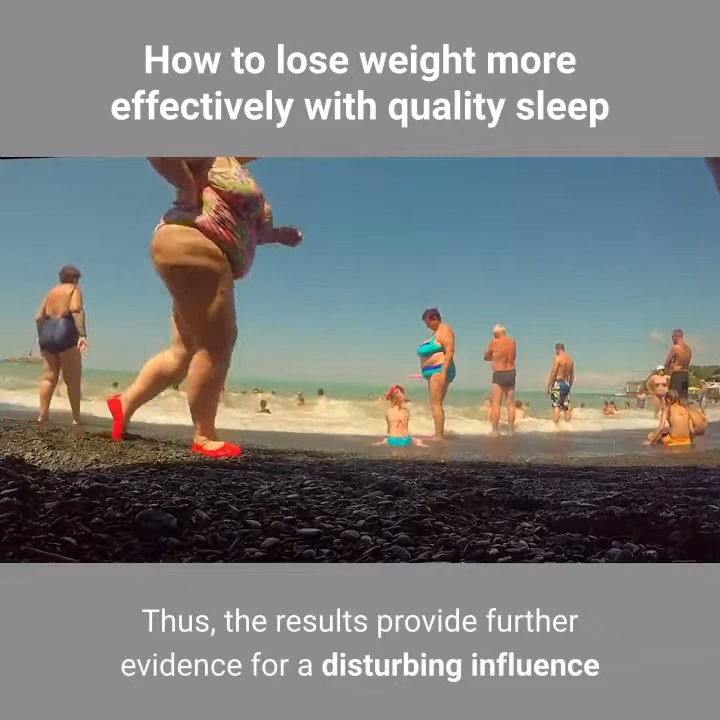 How to lose weight more
effectively with quality sleep
Thus, the results provide further
evidence for a disturbing influence